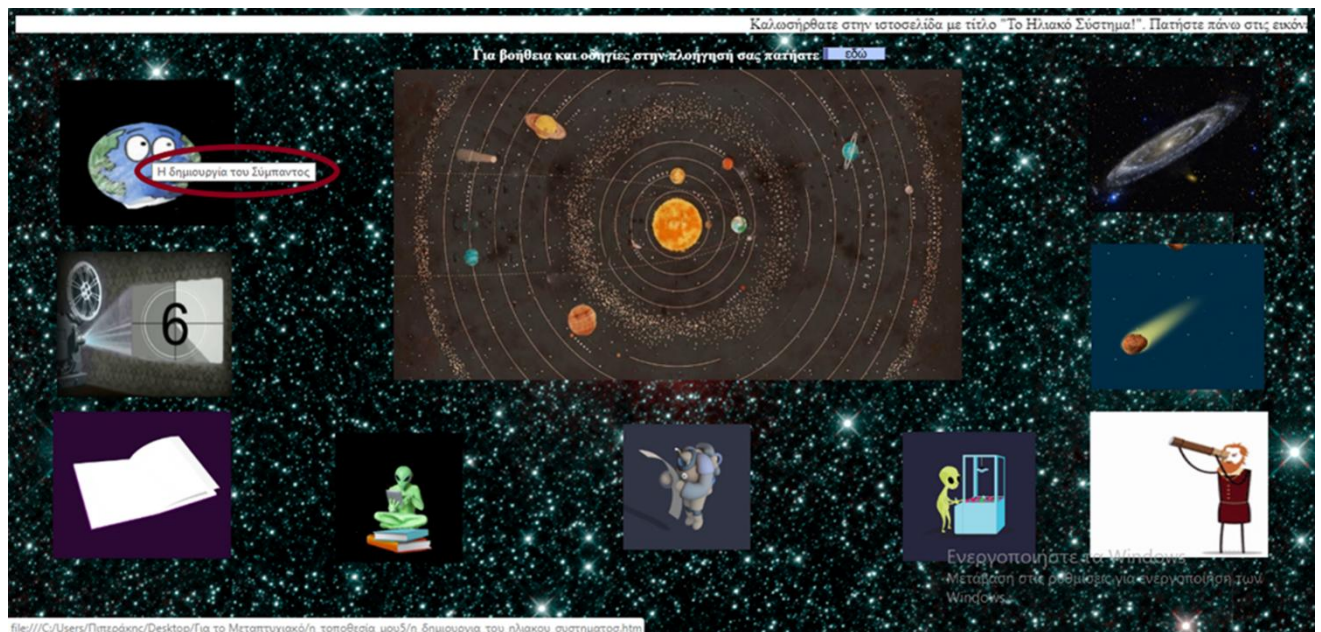 Καλωσήρθατε στην ιστοσελίδα με τίτλο "Το Ηλιακό Σύστημα!". Πατήστε πάνω στις εικόν
Για βοήθεια και οδηγίες στην πλοήγησή σας πατήστε εδώ
Η δημιουργία του Σύμπαντος
6
Ενεργοποιήστε τα Windows
Μετάβαση στις ρυθμίσεις για ενεργοποίηση των
Windows.
file:///C:/Users/Πιπεράκης/Desktop/Για το Μεταπτυχιακό/η τοποθεσία μου5/η δημιουργια του ηλιακου συστηματος.htm